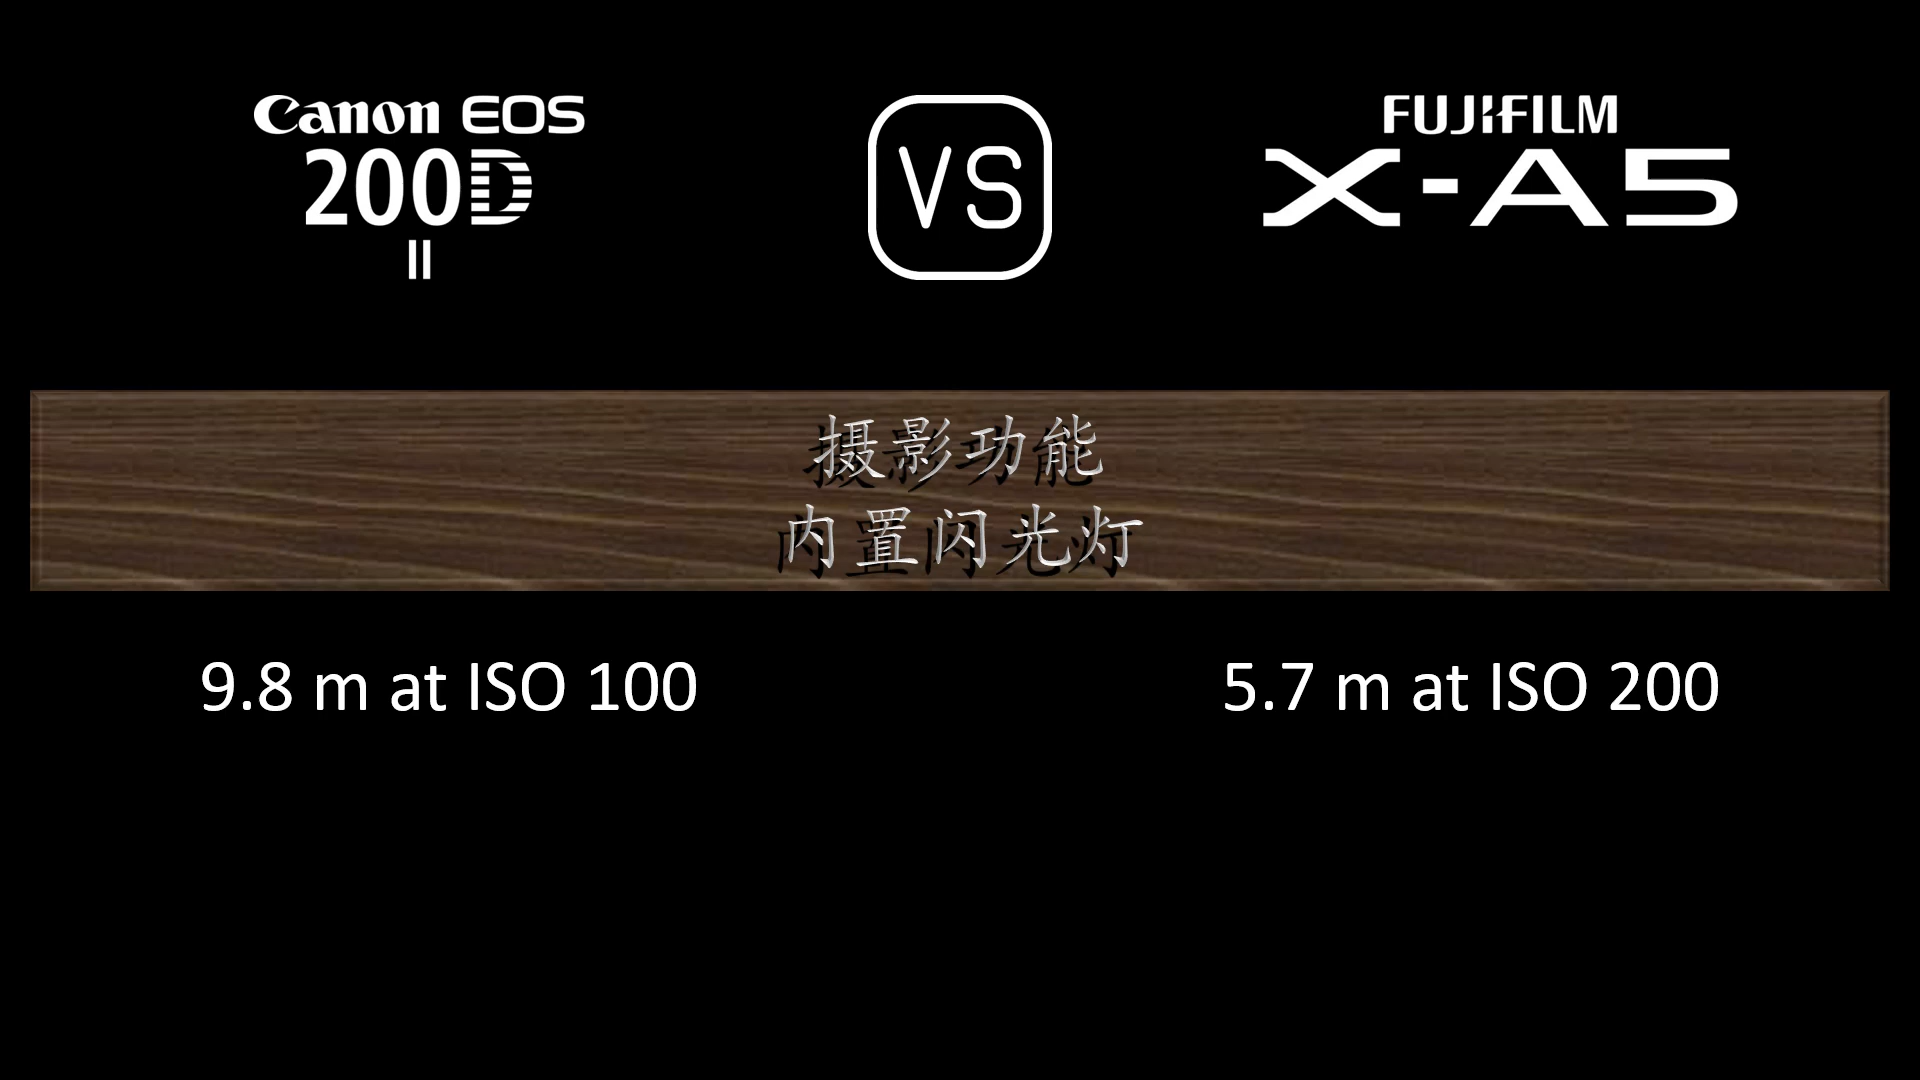 Canon EOS
200D
II
VS
FUJIFILM
X-A5
摄影功能
内置闪光灯
9.8 m at ISO 100
5.7 m at ISO 200